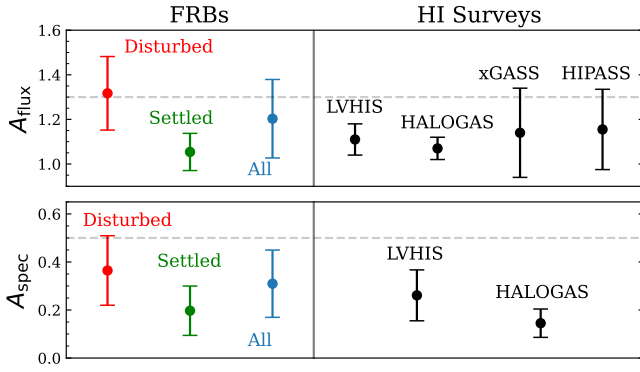 FRBs HI Surveys
1.6
1.4
1.2
1.0
A_flux
Disturbed
Settled
All
LVHIS
HALOGAS
xGASS
HIPASS
0.6
0.4
0.2
0.0
A_spec
Disturbed
Settled
All
LVHIS
HALOGAS